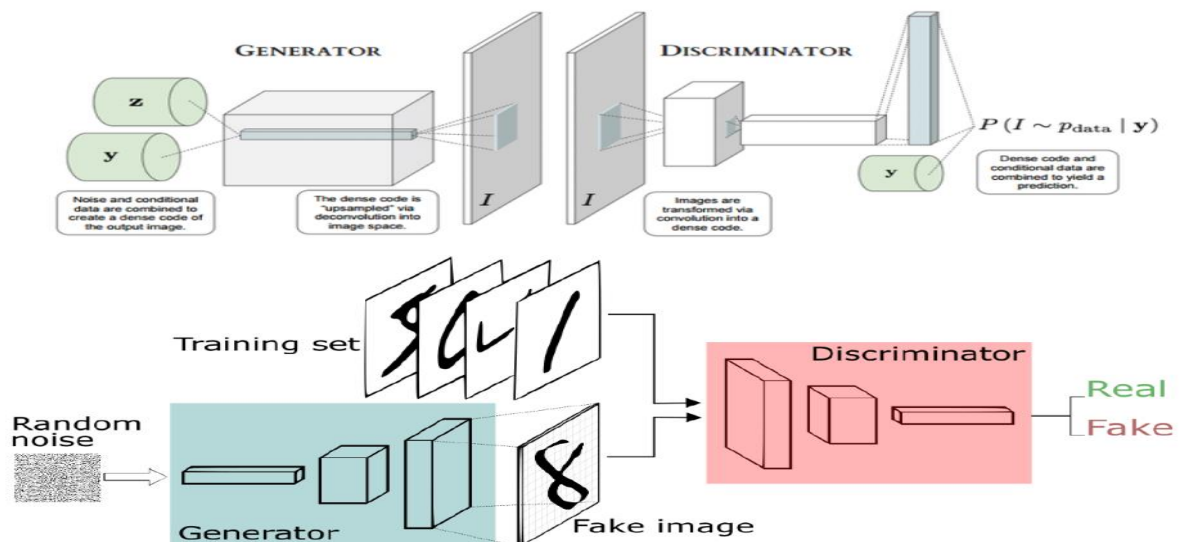 GENERATOR
DISCRIMINATOR
z
y
I
I
P (I ∼ pdata | y)
y
Noise and conditional
data are combined to
create a dense code of
the output image.
The dense code is
"upsampled" via
deconvolution into
image space.
Images are
transformed via
convolution into a
dense code.
Dense code and
conditional data are
combined to yield a
prediction.
Training set
1
Discriminator
Real
Fake
Random
noise
8
Generator
Fake image